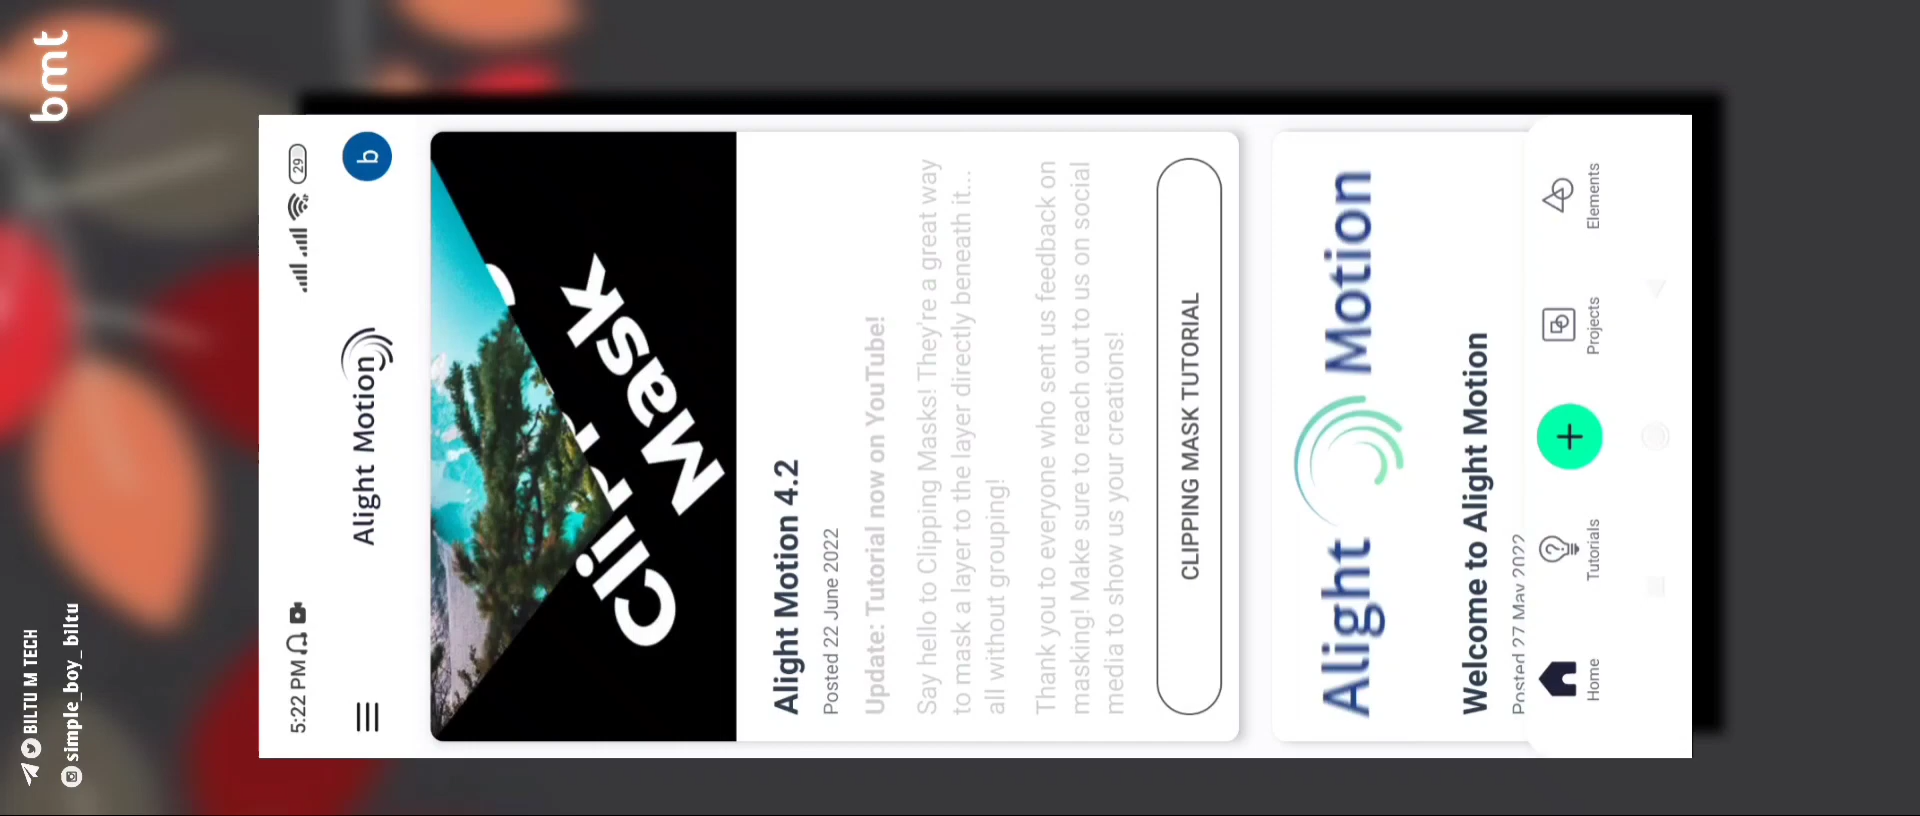 bmt
BILTU M TECH
simple_boy_biltu
5:22 PM
29
Alight Motion
b
Mask
Alight Motion 4.2
Posted 22 June 2022
Update: Tutorial now on YouTube!
Say hello to Clipping Masks! They're a great way
to mask a layer to the layer directly beneath it...
all without grouping!
Thank you to everyone who sent us feedback on
masking! Make sure to reach out to us on social
media to show us your creations!
CLIPPING MASK TUTORIAL
Alight Motion
Welcome to Alight Motion
Posted 27 May 2022
Home
Tutorials
+
Projects
Elements